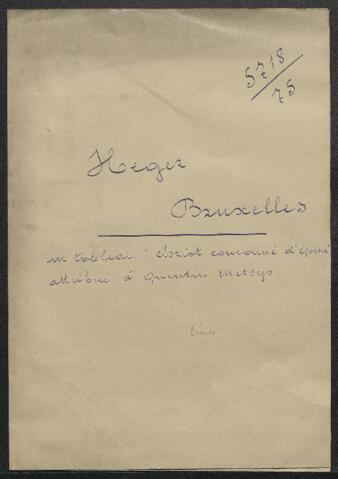 5718/75
Heger
Bruxelles
un tableau "Christ couronné d'épines
attribué à Quentin Metsys.